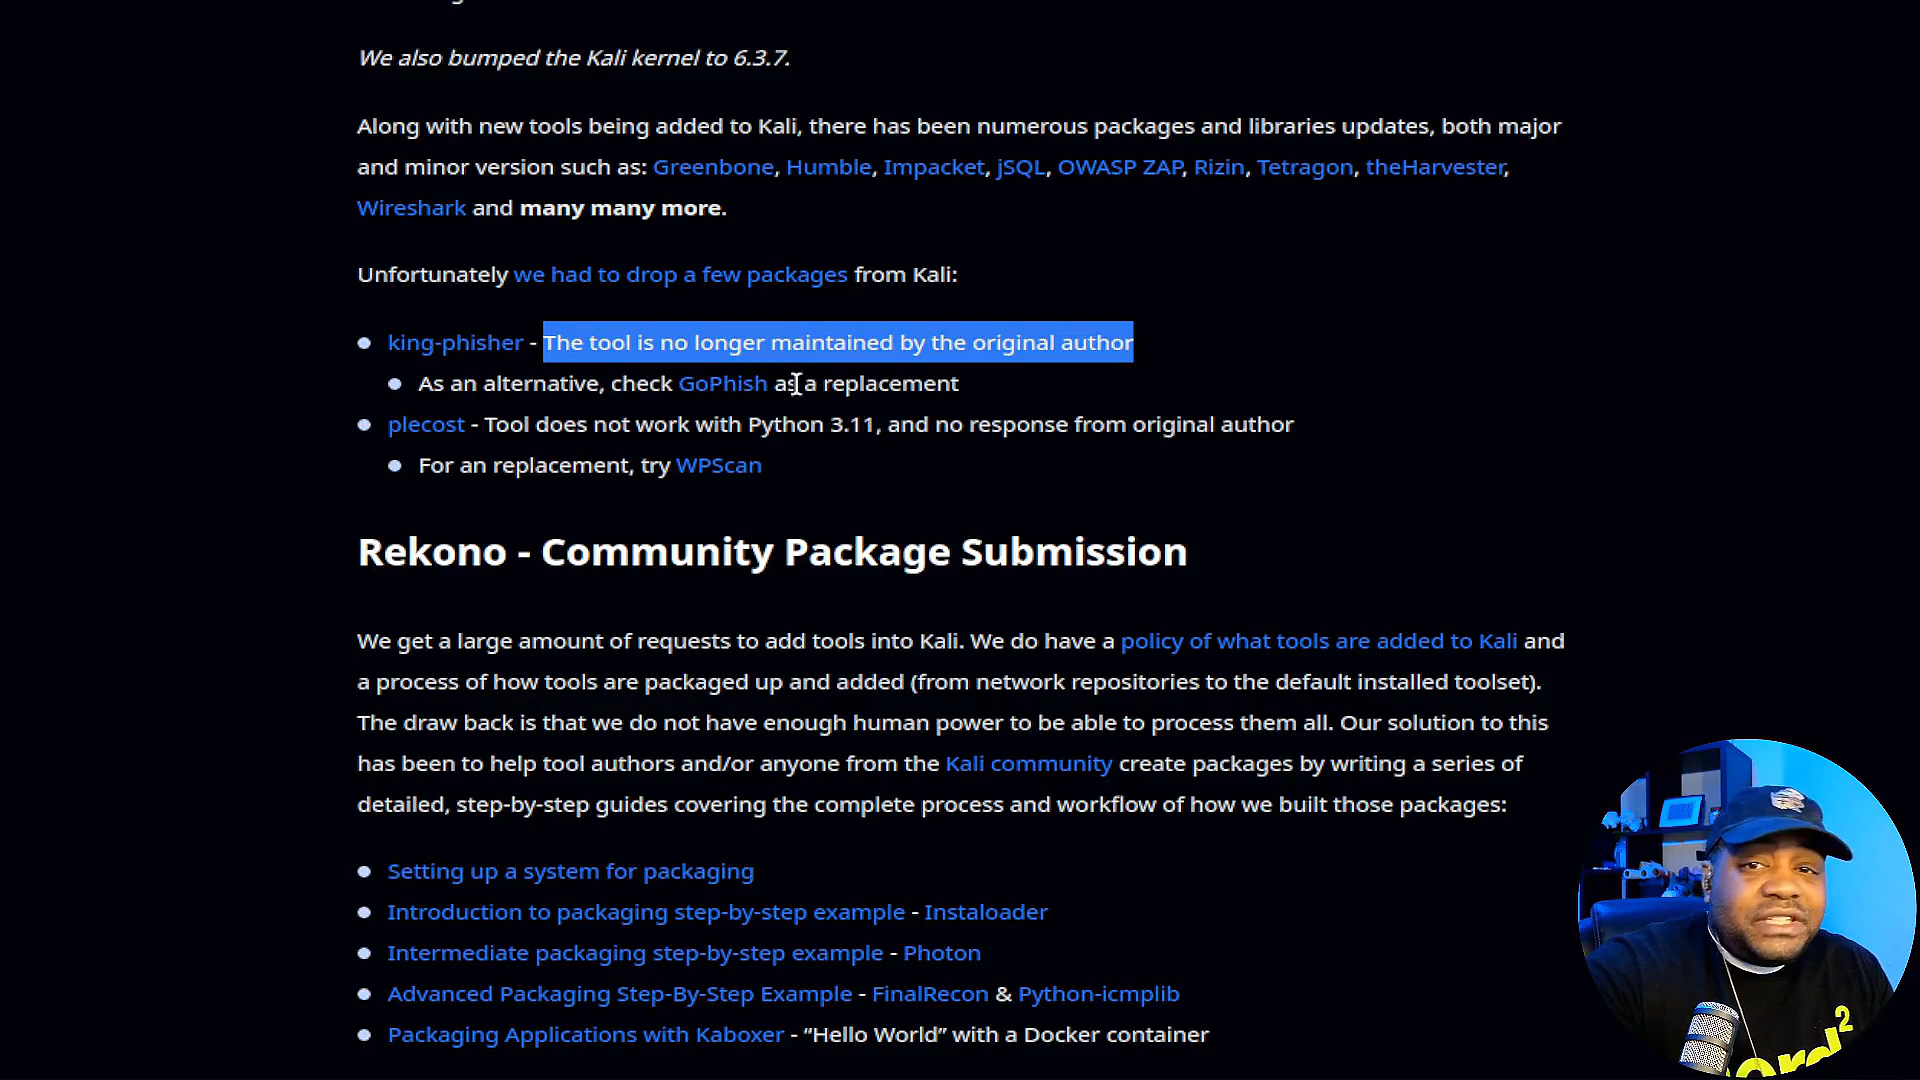 We also bumped the Kali kernel to 6.3.7.
Along with new tools being added to Kali, there has been numerous packages and libraries updates, both major
and minor version such as: Greenbone, Humble, Impacket, jSQL, OWASP ZAP, Rizin, Tetragon, theHarvester,
Wireshark and many many more.
Unfortunately we had to drop a few packages from Kali:
king-phisher - The tool is no longer maintained by the original author
As an alternative, check GoPhish as a replacement
plecost - Tool does not work with Python 3.11, and no response from original author
For an replacement, try WPScan
Rekono - Community Package Submission
We get a large amount of requests to add tools into Kali. We do have a policy of what tools are added to Kali and
a process of how tools are packaged up and added (from network repositories to the default installed toolset).
The draw back is that we do not have enough human power to be able to process them all. Our solution to this
has been to help tool authors and/or anyone from the Kali community create packages by writing a series of
detailed, step-by-step guides covering the complete process and workflow of how we built those packages:
Setting up a system for packaging
Introduction to packaging step-by-step example - Instaloader
Intermediate packaging step-by-step example - Photon
Advanced Packaging Step-By-Step Example - FinalRecon & Python-icmplib
Packaging Applications with Kaboxer - “Hello World” with a Docker container